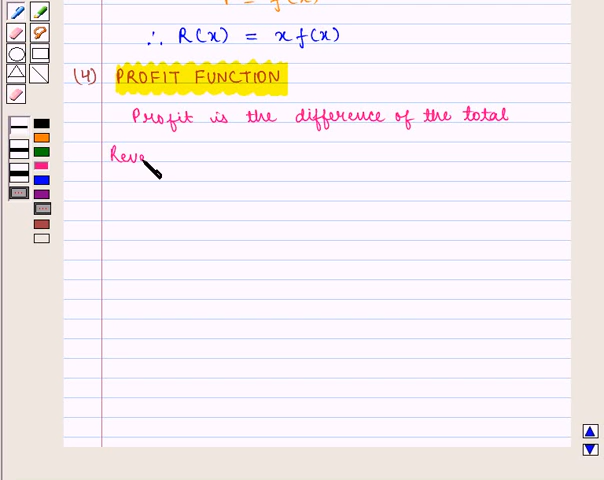 ∴ R(x) = x f(x)
(4) PROFIT FUNCTION
Profit is the difference of the total
Reve